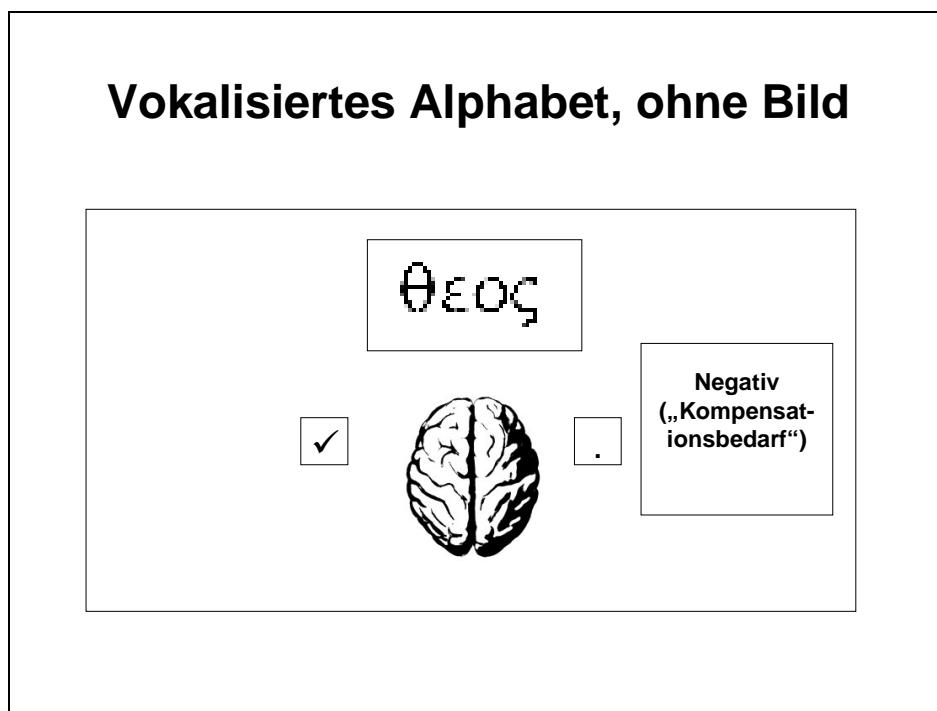 Vokalisiertes Alphabet, ohne Bild
θεος
Negativ
(„Kompensat-
ionsbedarf“)
✓
.